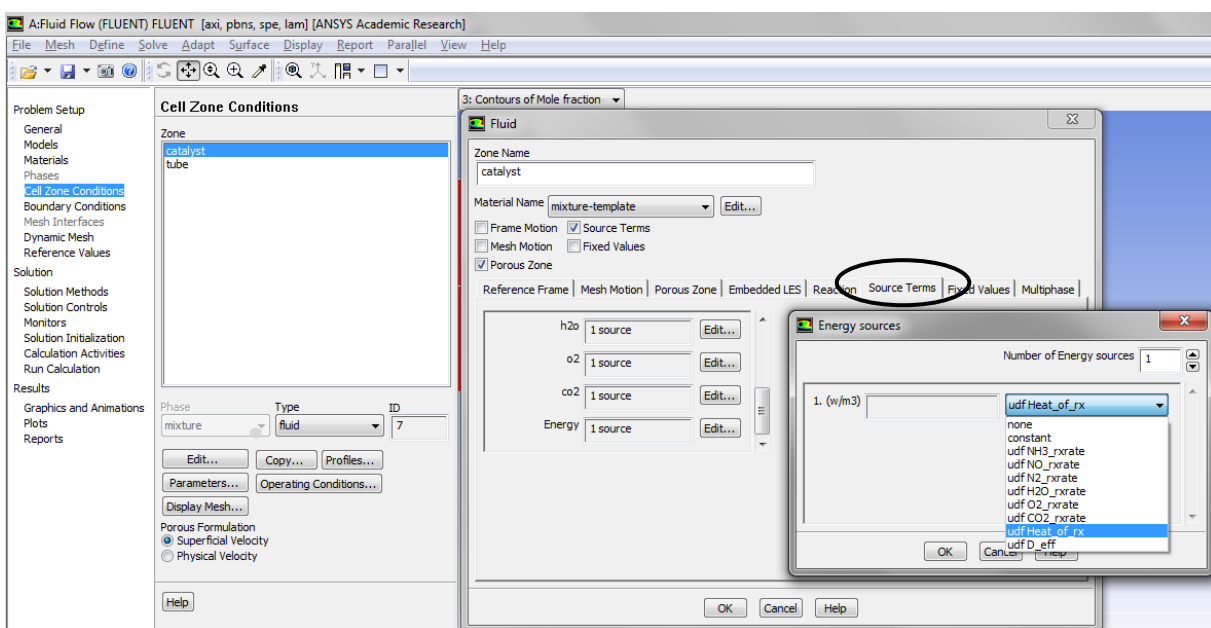 A:Fluid Flow (FLUENT) FLUENT [axi, pbns, spe, lam] [ANSYS Academic Research]
File Mesh Define Solve Adapt Surface Display Report Parallel View Help
Problem Setup
General
Models
Materials
Phases
Cell Zone Conditions
Boundary Conditions
Mesh Interfaces
Dynamic Mesh
Reference Values
Solution
Solution Methods
Solution Controls
Monitors
Solution Initialization
Calculation Activities
Run Calculation
Results
Graphics and Animations
Plots
Reports
Cell Zone Conditions
Zone
catalyst
tube
Phase Type ID
mixture fluid 7
Edit... Copy... Profiles...
Parameters... Operating Conditions...
Display Mesh...
Porous Formulation
Superficial Velocity
Physical Velocity
Help
3: Contours of Mole fraction
Fluid
Zone Name
catalyst
Material Name mixture-template Edit...
Frame Motion Source Terms
Mesh Motion Fixed Values
Porous Zone
Reference Frame Mesh Motion Porous Zone Embedded LES Reaction Source Terms Fixed Values Multiphase
h2o 1 source Edit...
o2 1 source Edit...
co2 1 source Edit...
Energy 1 source Edit...
OK Cancel Help
Energy sources
Number of Energy sources 1
1. (w/m3) udf Heat_of_rx
none
constant
udf NH3_rxrate
udf NO_rxrate
udf N2_rxrate
udf H2O_rxrate
udf O2_rxrate
udf CO2_rxrate
udf Heat_of_rx
udf D_eff
OK Cancel Help